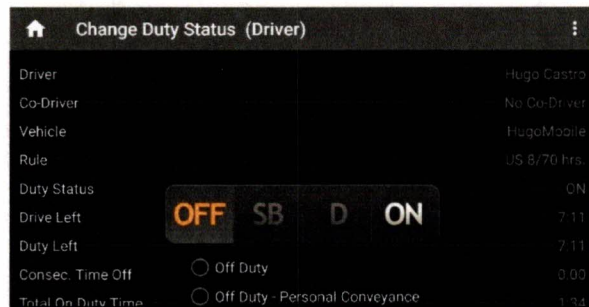 Change Duty Status (Driver)
Driver Hugo Castro
Co-Driver No Co-Driver
Vehicle HugoMobile
Rule US 8/70 hrs.
Duty Status ON
OFF SB D ON
Drive Left 7:11
Duty Left 7:11
Off Duty
Consec. Time Off 0:00
Off Duty - Personal Conveyance
Total On Duty Time 1:34